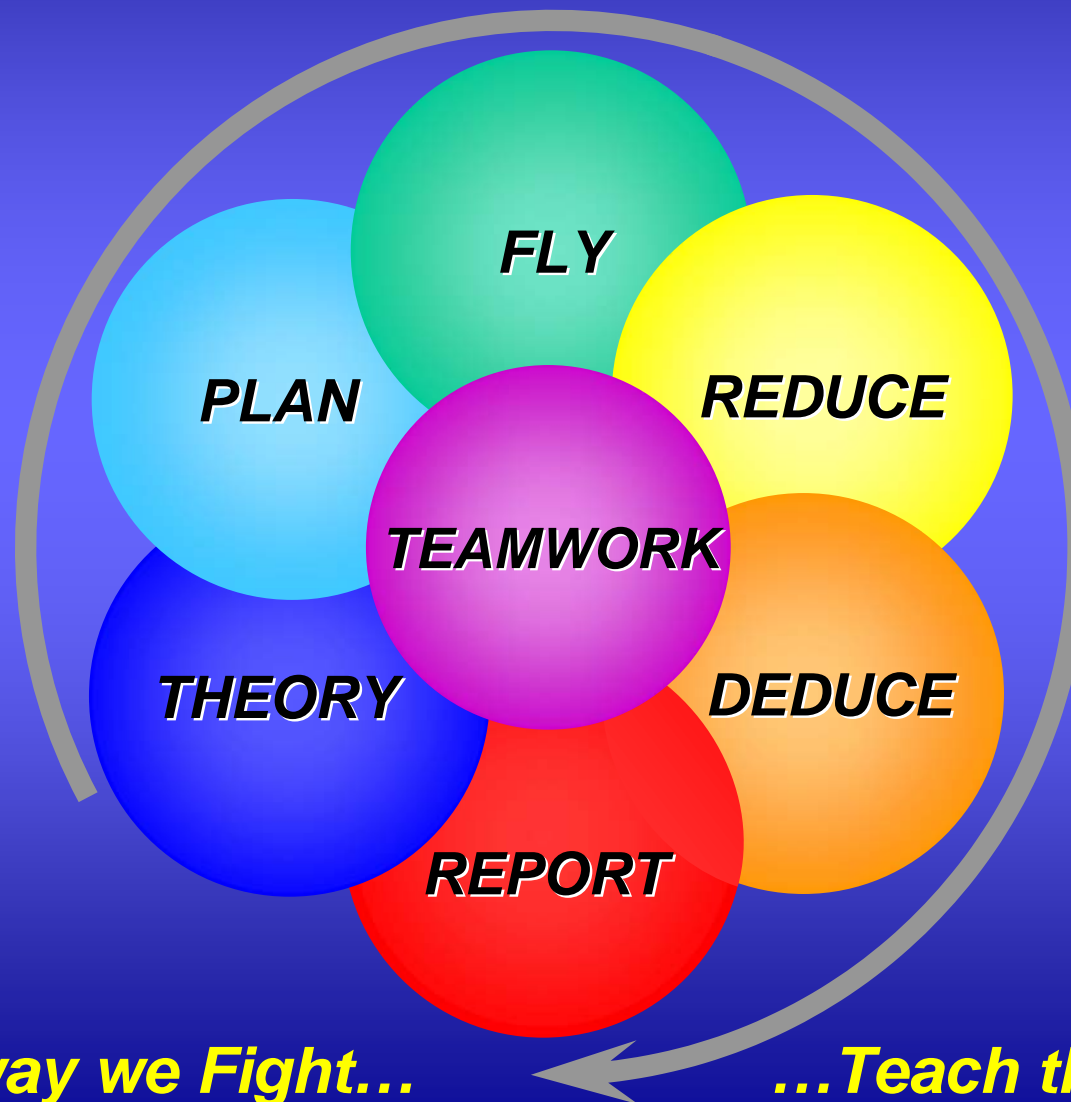 FLY
PLAN
REDUCE
TEAMWORK
THEORY
DEDUCE
REPORT
we Fight…
…Teach